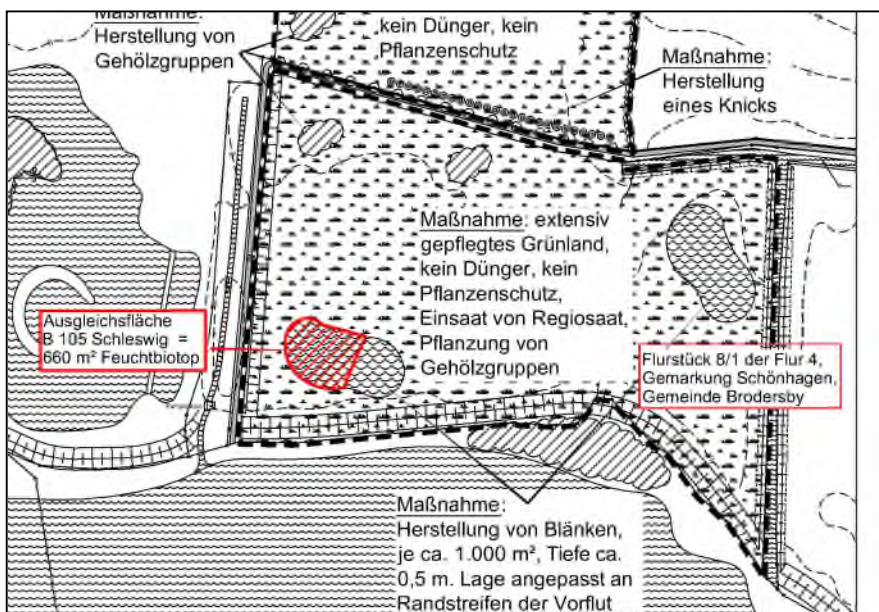 Maßnahme:
Herstellung von
Gehölzgruppen
kein Dünger, kein
Pflanzenschutz
Maßnahme:
Herstellung
eines Knicks
Maßnahme: extensiv
gepflegtes Grünland,
kein Dünger, kein
Pflanzenschutz,
Einsaat von Regiosaat,
Pflanzung von
Gehölzgruppen
Ausgleichsfläche
B 105 Schleswig =
660 m² Feuchtbiotop
Flurstück 8/1 der Flur 4,
Gemarkung Schönhagen,
Gemeinde Brodersby
Maßnahme:
Herstellung von Blänken,
je ca. 1.000 m², Tiefe ca.
0,5 m. Lage angepasst an
Randstreifen der Vorflut